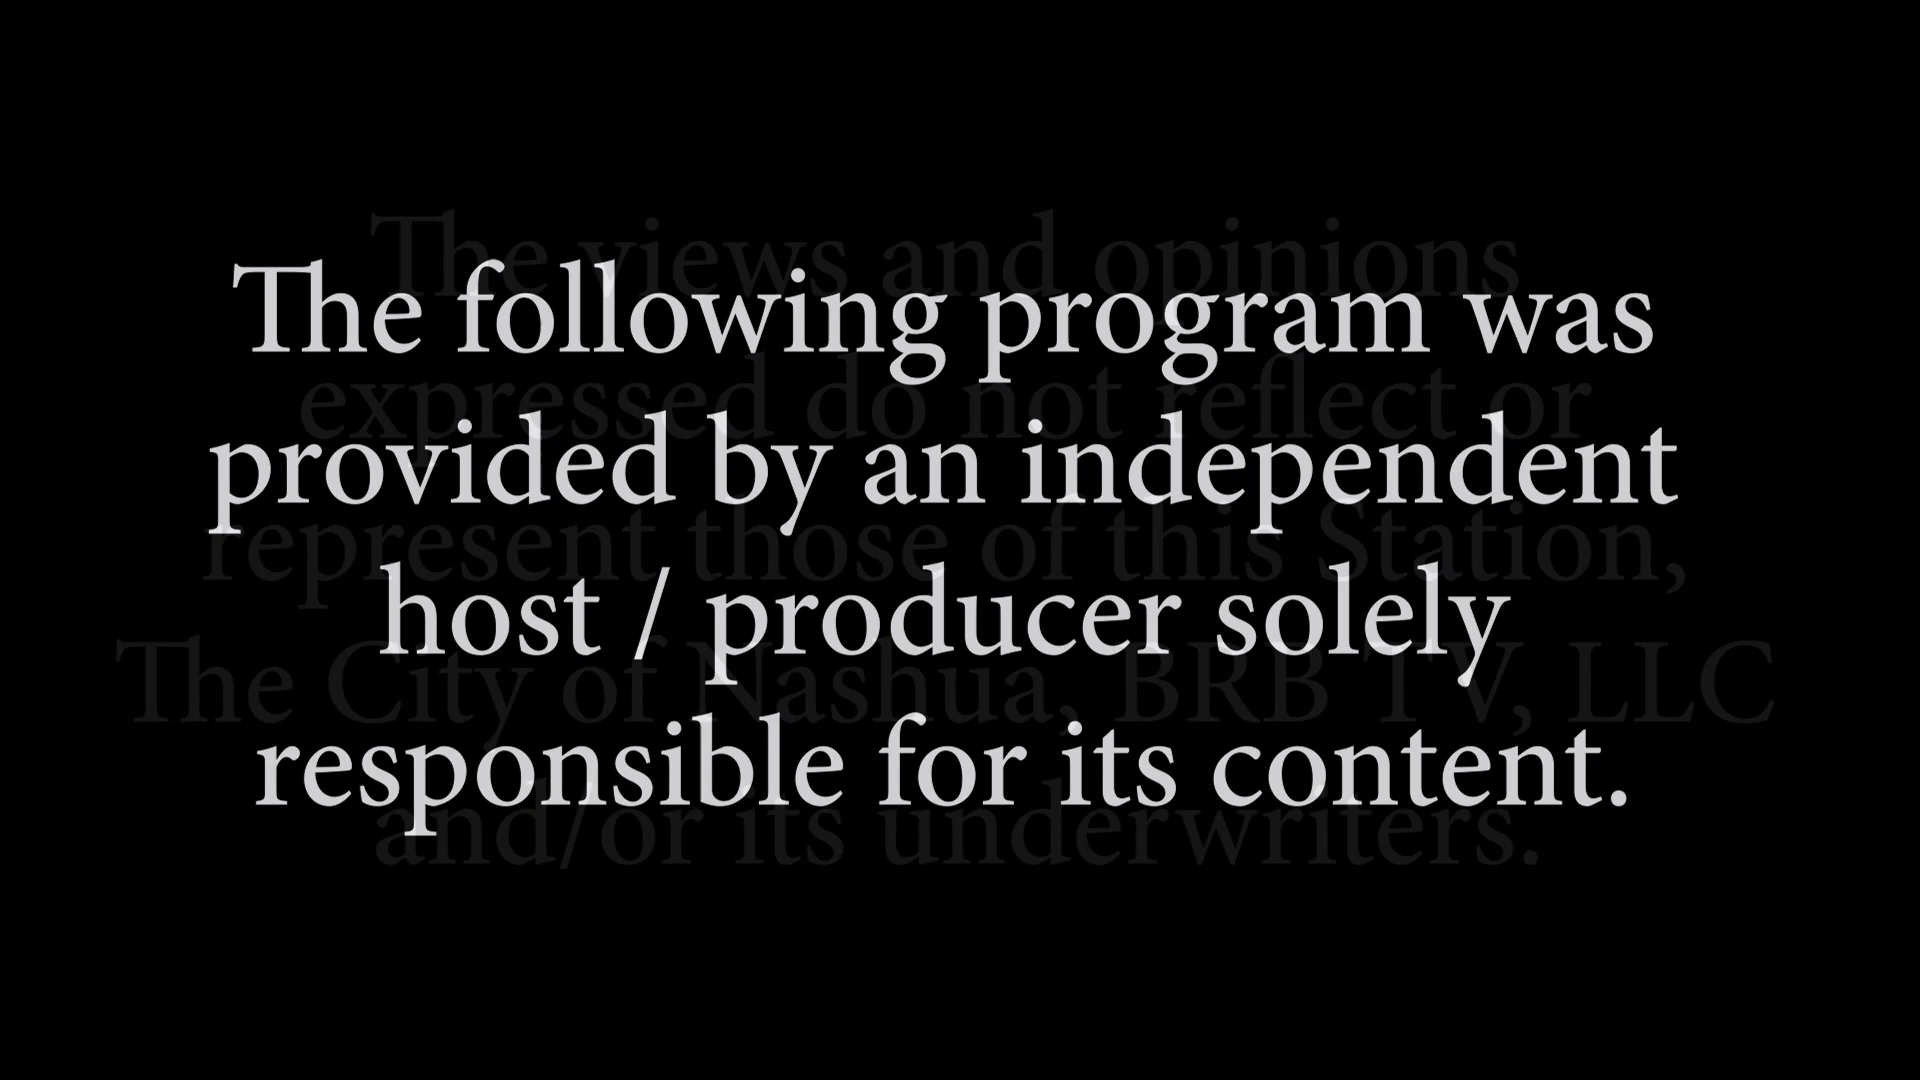 The following program was
provided by an independent
host / producer solely
responsible for its content.
The views and opinions
expressed do not reflect or
represent those of this Station,
The City of Nashua, BRB TV, LLC
and/or its underwriters.